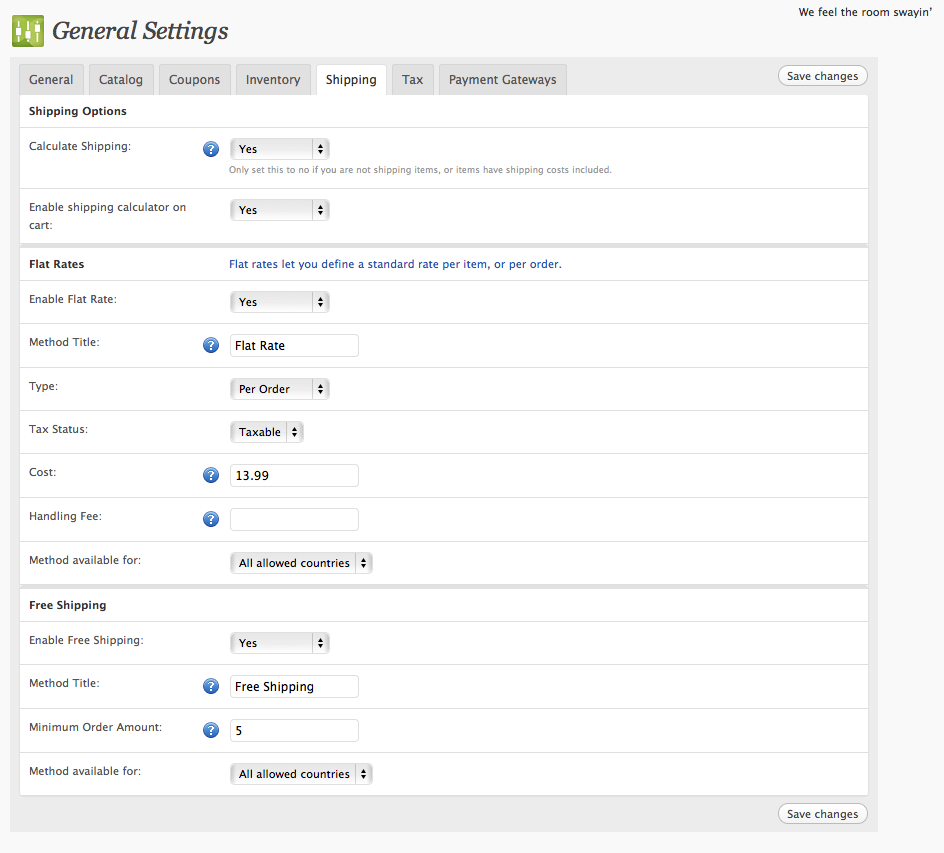 We feel the room swayin'
General Settings
General Catalog Coupons Inventory Shipping Tax Payment Gateways Save changes
Shipping Options
Calculate Shipping: ? Yes
Only set this to no if you are not shipping items, or items have shipping costs included.
Enable shipping calculator on
cart: Yes
Flat Rates Flat rates let you define a standard rate per item, or per order.
Enable Flat Rate: Yes
Method Title: ? Flat Rate
Type: Per Order
Tax Status: Taxable
Cost: ? 13.99
Handling Fee: ?
Method available for: All allowed countries
Free Shipping
Enable Free Shipping: Yes
Method Title: ? Free Shipping
Minimum Order Amount: ? 5
Method available for: All allowed countries
Save changes